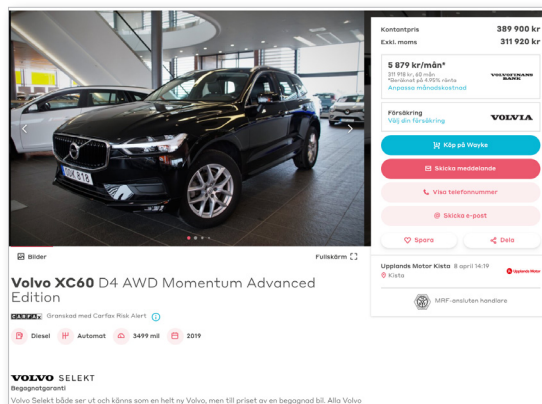 Kontantpris 389 900 kr
Exkl. moms 311 920 kr
5 879 kr/mån*
311 918 kr, 60 mån
*Beräknat på 4.95% ränta
Anpassa månadskostnad
VOLVOFINANS
BANK
Försäkring
Välj din försäkring
VOLVIA
Köp på Wayke
Skicka meddelande
Visa telefonnummer
Skicka e-post
Spara
Dela
Upplands Motor Kista 8 april 14:19
Kista
Upplands Motor
MRF-ansluten handlare
Bilder
Fullskärm
Volvo XC60 D4 AWD Momentum Advanced
Edition
CARFAX Granskad med Carfax Risk Alert
Diesel
Automat
3499 mil
2019
VOLVO SELEKT
Begagnatgaranti
Volvo Selekt både ser ut och känns som en helt ny Volvo, men till priset av en begagnad bil. Alla Volvo